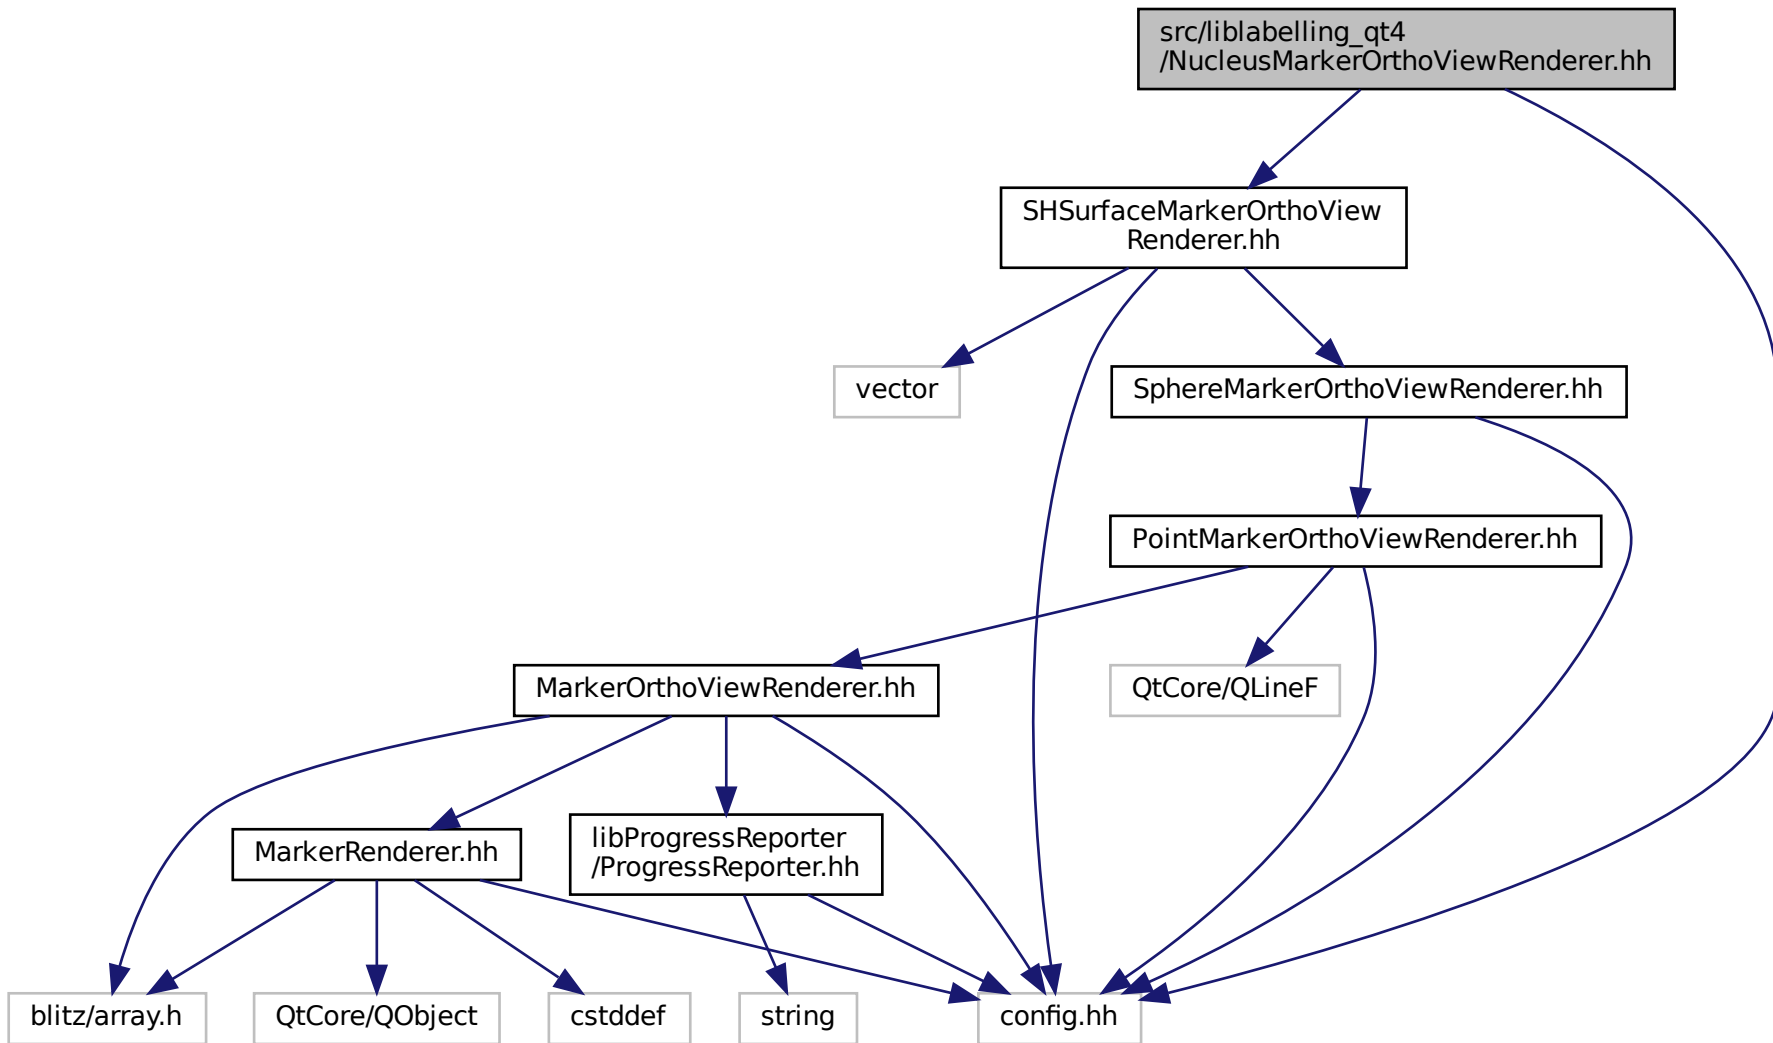 src/liblabelling_qt4
/NucleusMarkerOrthoViewRenderer.hh
SHSurfaceMarkerOrthoView
Renderer.hh
vector
SphereMarkerOrthoViewRenderer.hh
PointMarkerOrthoViewRenderer.hh
MarkerOrthoViewRenderer.hh
QtCore/QLineF
MarkerRenderer.hh
libProgressReporter
/ProgressReporter.hh
blitz/array.h
QtCore/QObject
cstddef
string
config.hh